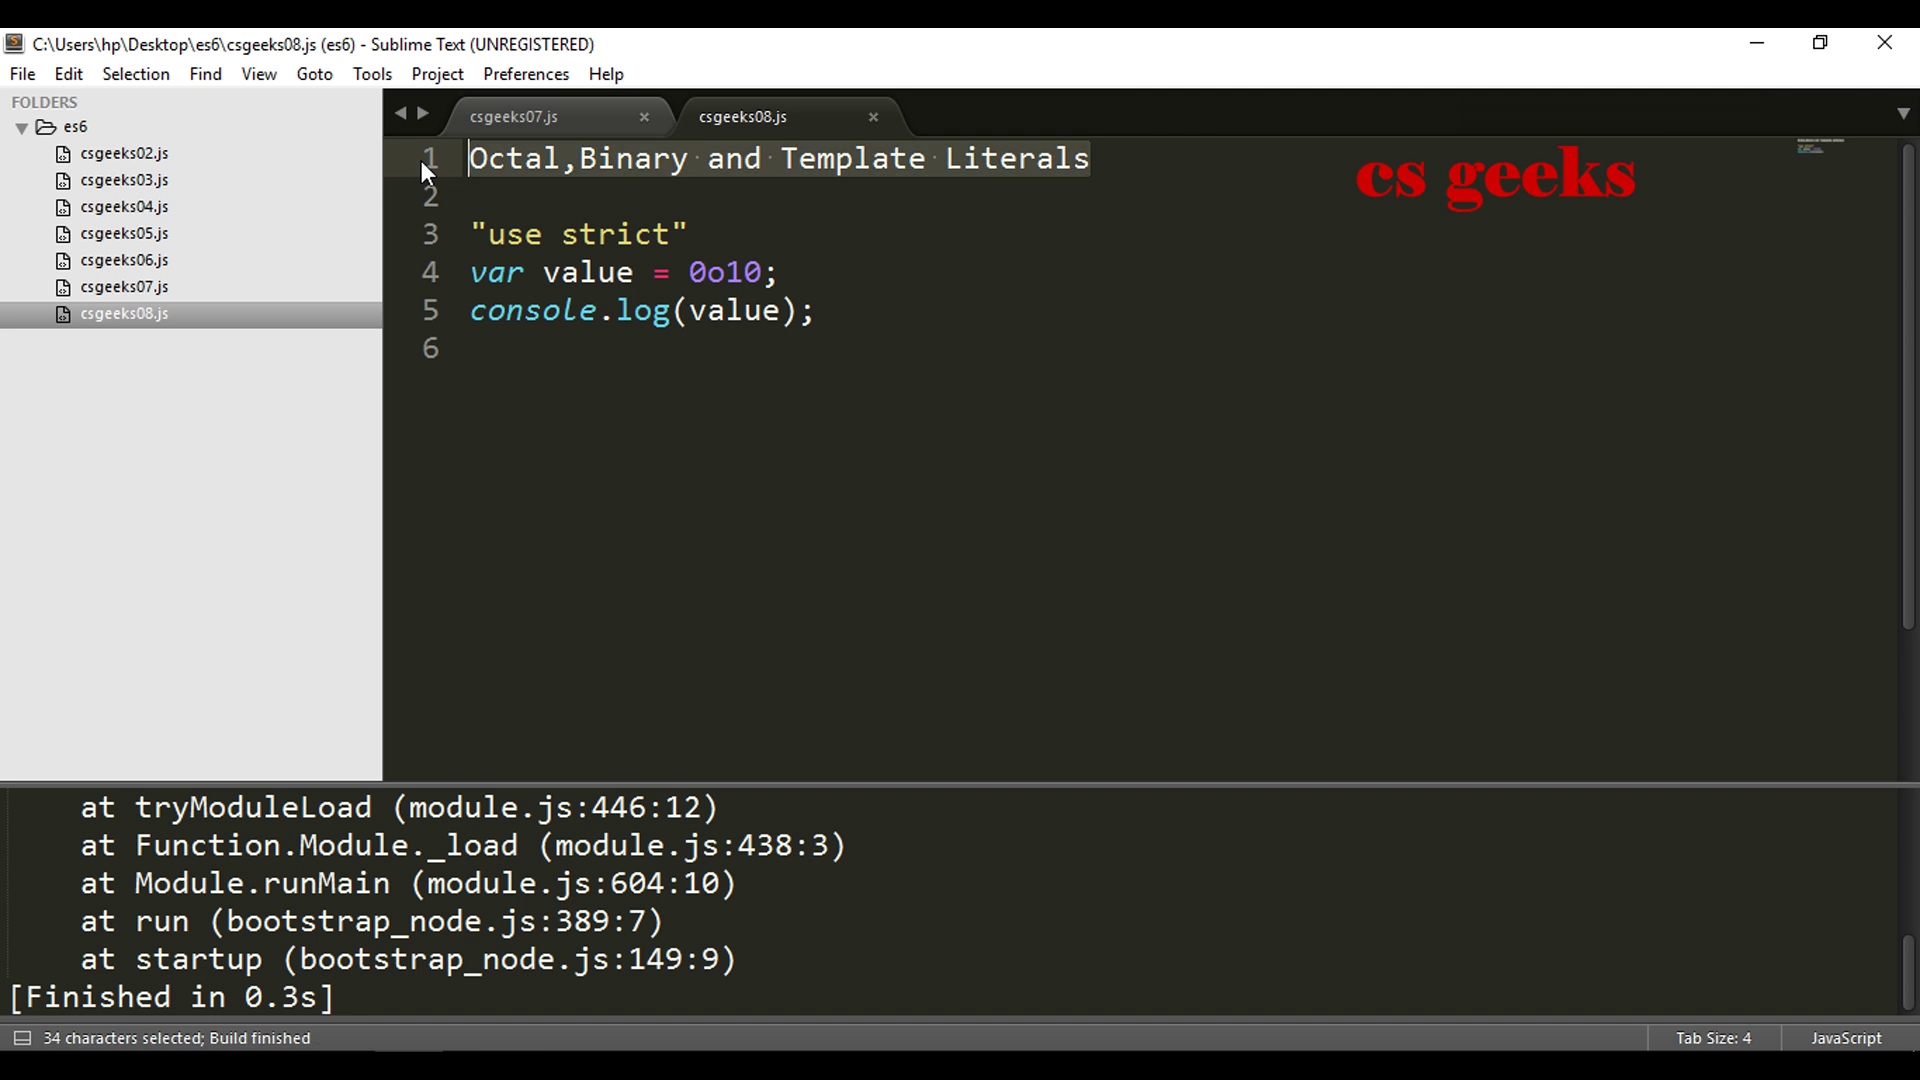 C:\Users\hp\Desktop\es6\csgeeks08.js (es6) - Sublime Text (UNREGISTERED)
File Edit Selection Find View Goto Tools Project Preferences Help
FOLDERS
es6
csgeeks02.js
csgeeks03.js
csgeeks04.js
csgeeks05.js
csgeeks06.js
csgeeks07.js
csgeeks08.js
csgeeks07.js csgeeks08.js
1 Octal,Binary and Template Literals
2
3 "use strict"
4 var value = 0o10;
5 console.log(value);
6
cs geeks
at tryModuleLoad (module.js:446:12)
at Function.Module._load (module.js:438:3)
at Module.runMain (module.js:604:10)
at run (bootstrap_node.js:389:7)
at startup (bootstrap_node.js:149:9)
[Finished in 0.3s]
34 characters selected; Build finished Tab Size: 4 JavaScript